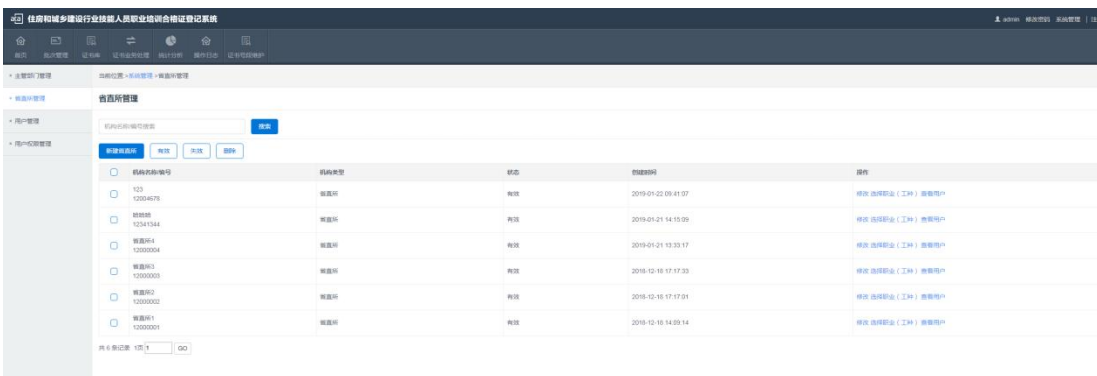 住房和城乡建设行业技能人员职业培训合格证登记系统
admin 修改密码 系统管理 | 注
首页 统计管理 证书库 证书业务处理 统计分析 操作日志 证书号段维护
主管部门管理
省直所管理
用户管理
用户权限管理
当前位置 >系统管理 >省直所管理
省直所管理
机构名称/编号搜索 搜索
新建省直所 有效 失效 删除
机构名称/编号 机构类型 状态 创建时间 操作
123
12004678
省直所 有效 2019-01-22 09:41:37 修改 选择职业(工种) 查看用户
12341344
省直所 有效 2019-01-21 14:15:09 修改 选择职业(工种) 查看用户
省直所4
12000004
省直所 有效 2019-01-21 13:33:17 修改 选择职业(工种) 查看用户
省直所3
12000003
省直所 有效 2018-12-18 17:17:33 修改 选择职业(工种) 查看用户
省直所2
12000002
省直所 有效 2018-12-18 17:17:01 修改 选择职业(工种) 查看用户
省直所1
12000001
省直所 有效 2018-12-18 14:59:14 修改 选择职业(工种) 查看用户
共 6 条记录 1页 1 GO